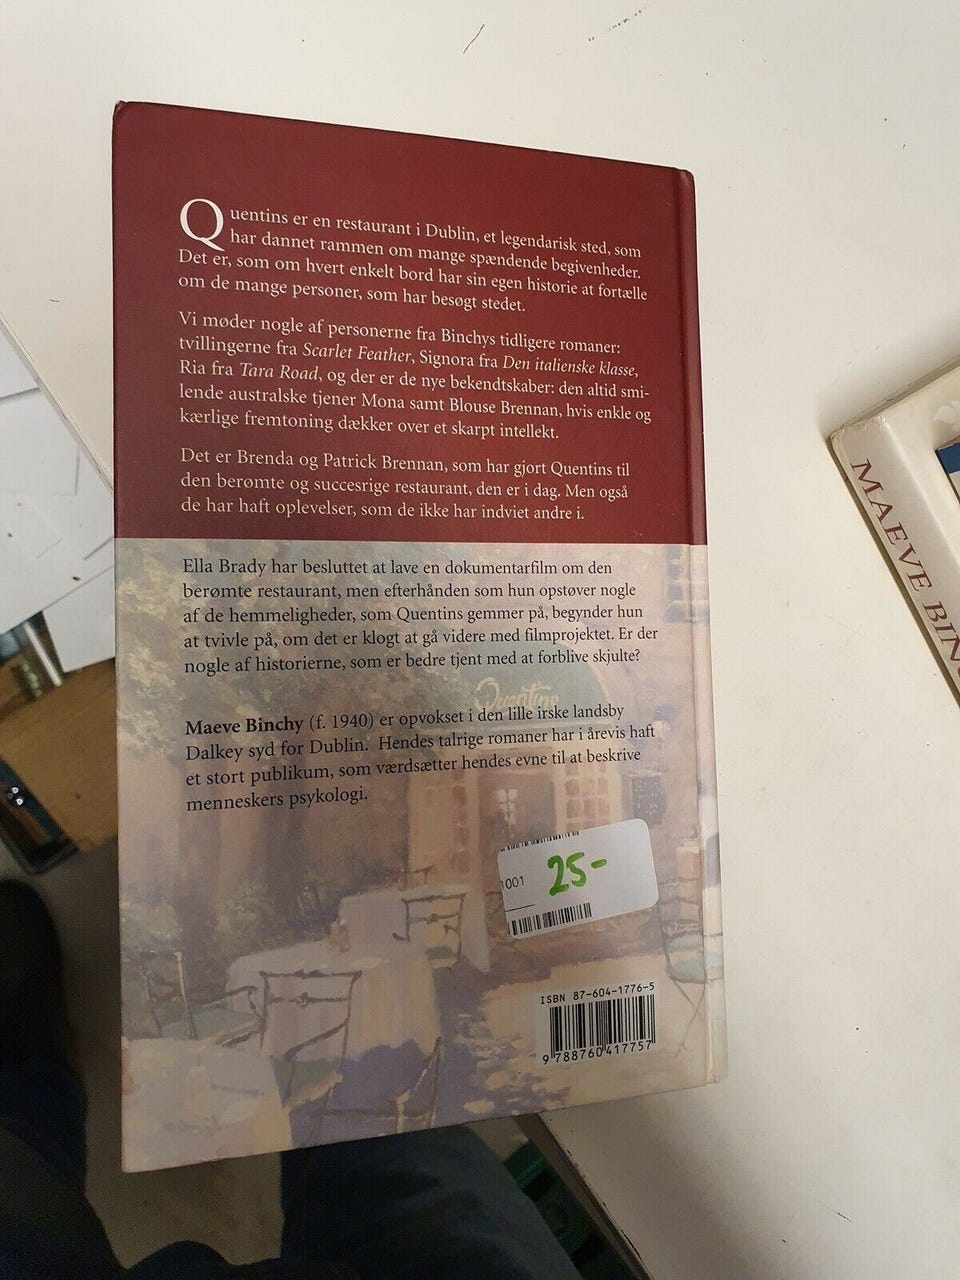 Quentins er en restaurant i Dublin, et legendarisk sted, som
har dannet rammen om mange spændende begivenheder.
Det er, som om hvert enkelt bord har sin egen historie at fortælle
om de mange personer, som har besøgt stedet.
Vi møder nogle af personerne fra Binchys tidligere romaner:
tvillingerne fra Scarlet Feather, Signora fra Den italienske klasse,
Ria fra Tara Road, og der er de nye bekendtskaber: den altid smi-
lende australske tjener Mona samt Blouse Brennan, hvis enkle og
kærlige fremtoning dækker over et skarpt intellekt.
Det er Brenda og Patrick Brennan, som har gjort Quentins til
den berømte og succesrige restaurant, den er i dag. Men også
de har haft oplevelser, som de ikke har indviet andre i.
Ella Brady har besluttet at lave en dokumentarfilm om den
berømte restaurant, men efterhånden som hun opstøver nogle
af de hemmeligheder, som Quentins gemmer på, begynder hun
at tvivle på, om det er klogt at gå videre med filmprojektet. Er der
nogle af historierne, som er bedre tjent med at forblive skjulte?
Quentins
Maeve Binchy (f. 1940) er opvokset i den lille irske landsby
Dalkey syd for Dublin. Hendes talrige romaner har i årevis haft
et stort publikum, som værdsætter hendes evne til at beskrive
menneskers psykologi.
1001
25-
ISBN 87-604-1776-5
9 788760 417757
MAEVE